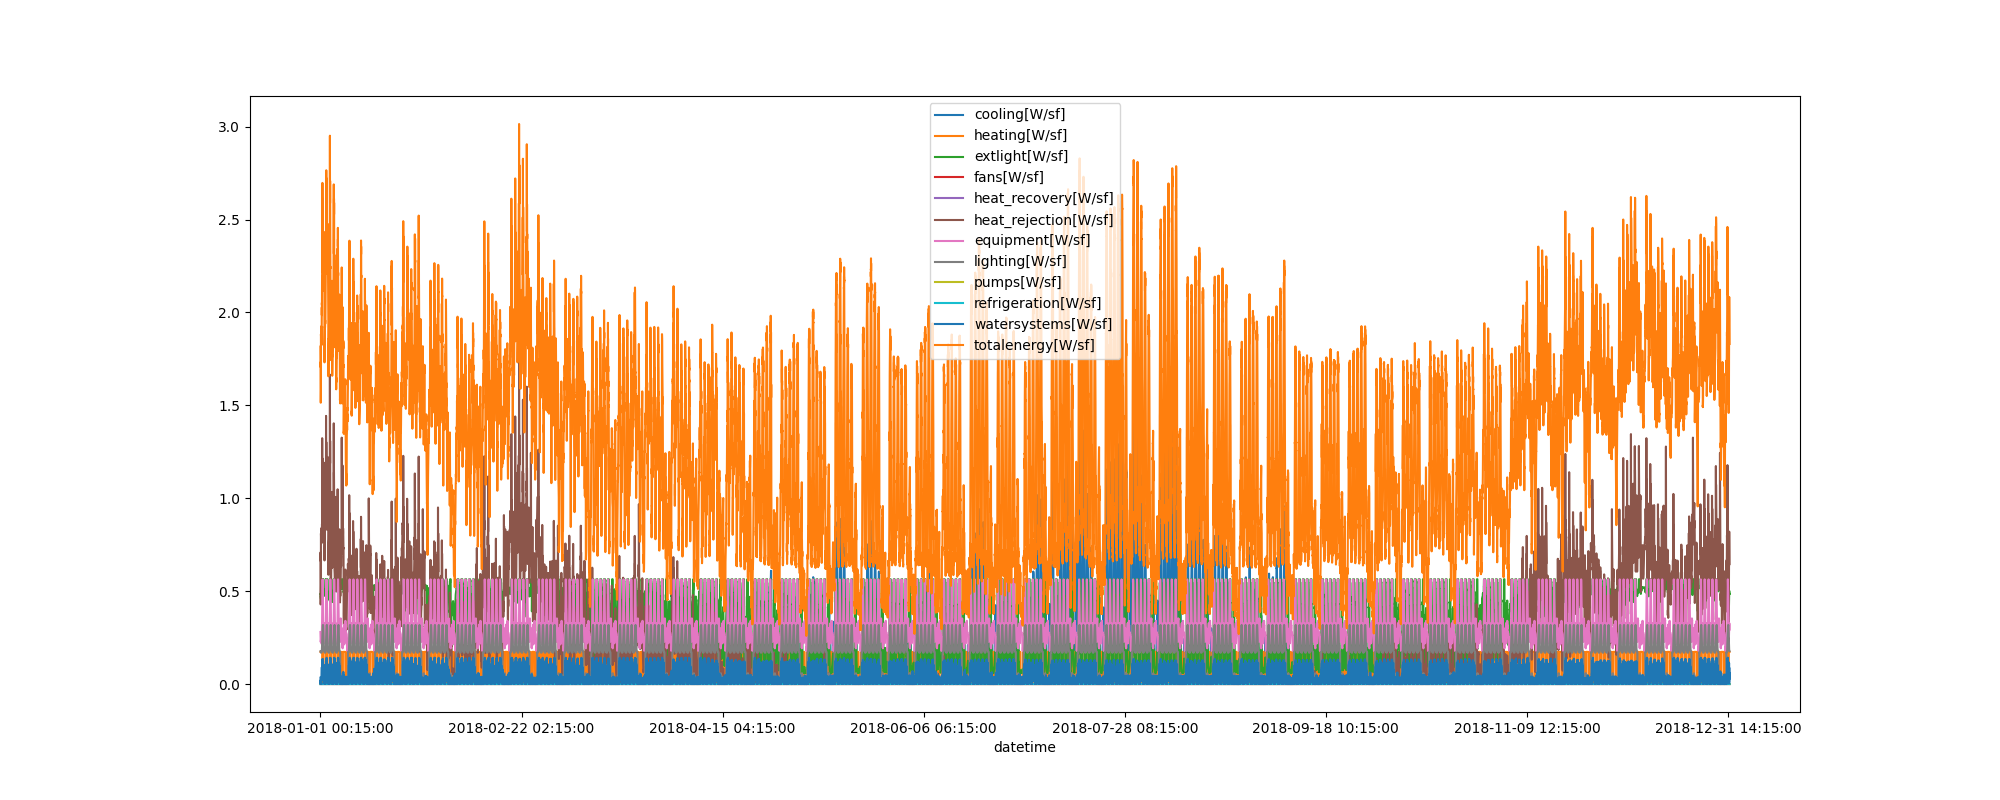 cooling[W/sf]
heating[W/sf]
extlight[W/sf]
fans[W/sf]
heat_recovery[W/sf]
heat_rejection[W/sf]
equipment[W/sf]
lighting[W/sf]
pumps[W/sf]
refrigeration[W/sf]
watersystems[W/sf]
totalenergy[W/sf]
3.0
2.5
2.0
1.5
1.0
0.5
0.0
2018-01-01 00:15:00 2018-02-22 02:15:00 2018-04-15 04:15:00 2018-06-06 06:15:00 2018-07-28 08:15:00 2018-09-18 10:15:00 2018-11-09 12:15:00 2018-12-31 14:15:00
datetime